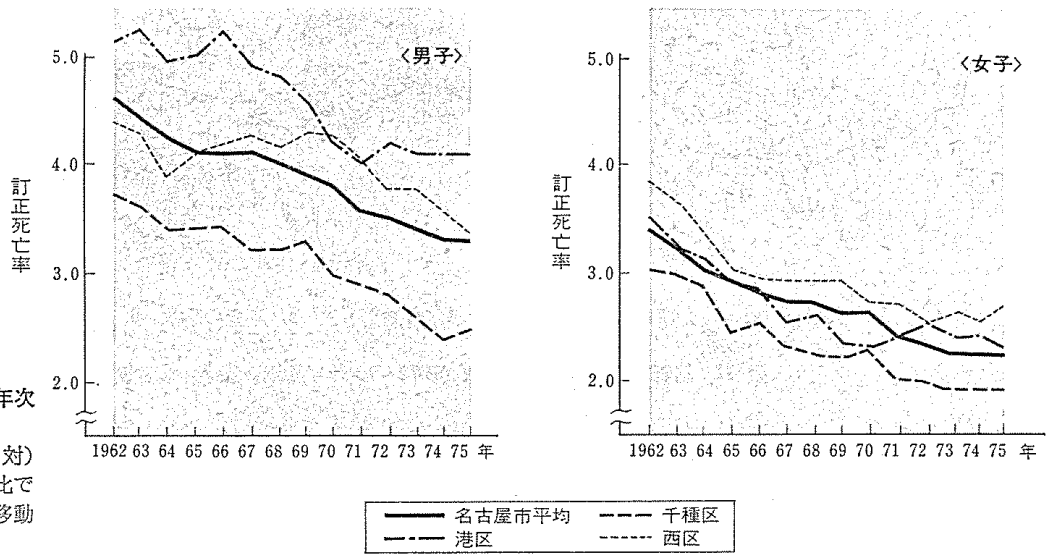 <男子>
5.0
4.0
3.0
2.0
訂正死亡率
1962 63 64 65 66 67 68 69 70 71 72 73 74 75 年
<女子>
5.0
4.0
3.0
2.0
訂正死亡率
1962 63 64 65 66 67 68 69 70 71 72 73 74 75 年
年次
対)
比で
移動
名古屋市平均
千種区
港区
西区